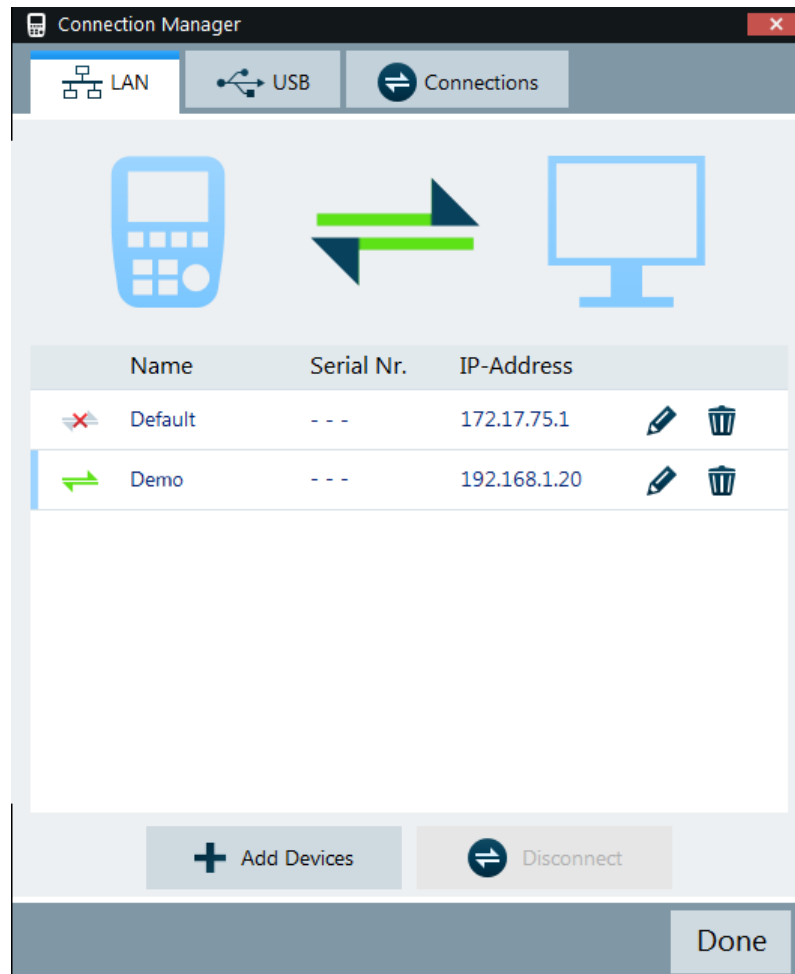 Connection Manager
LAN USB Connections
Name Serial Nr. IP-Address
Default - - - 172.17.75.1
Demo - - - 192.168.1.20
Add Devices Disconnect
Done